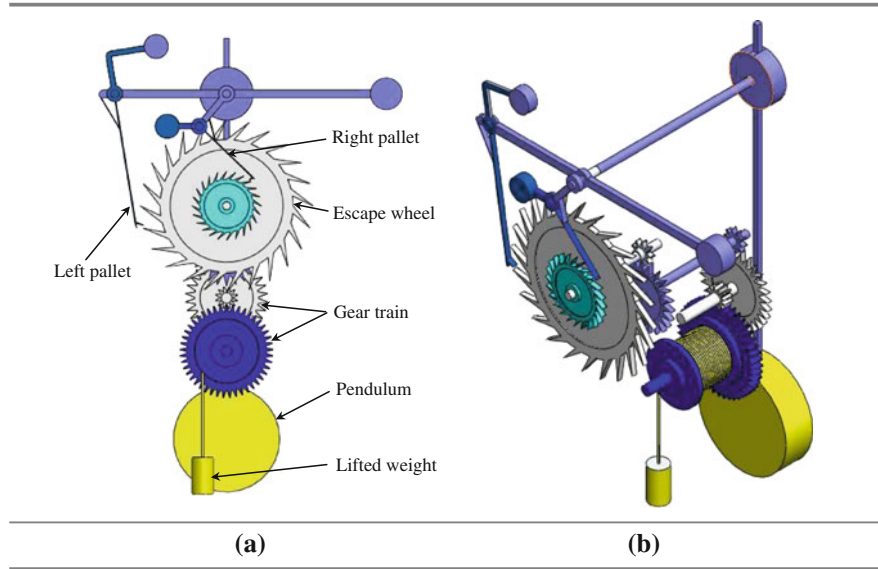 Right pallet
Escape wheel
Left pallet
Gear train
Pendulum
Lifted weight
(a)
(b)